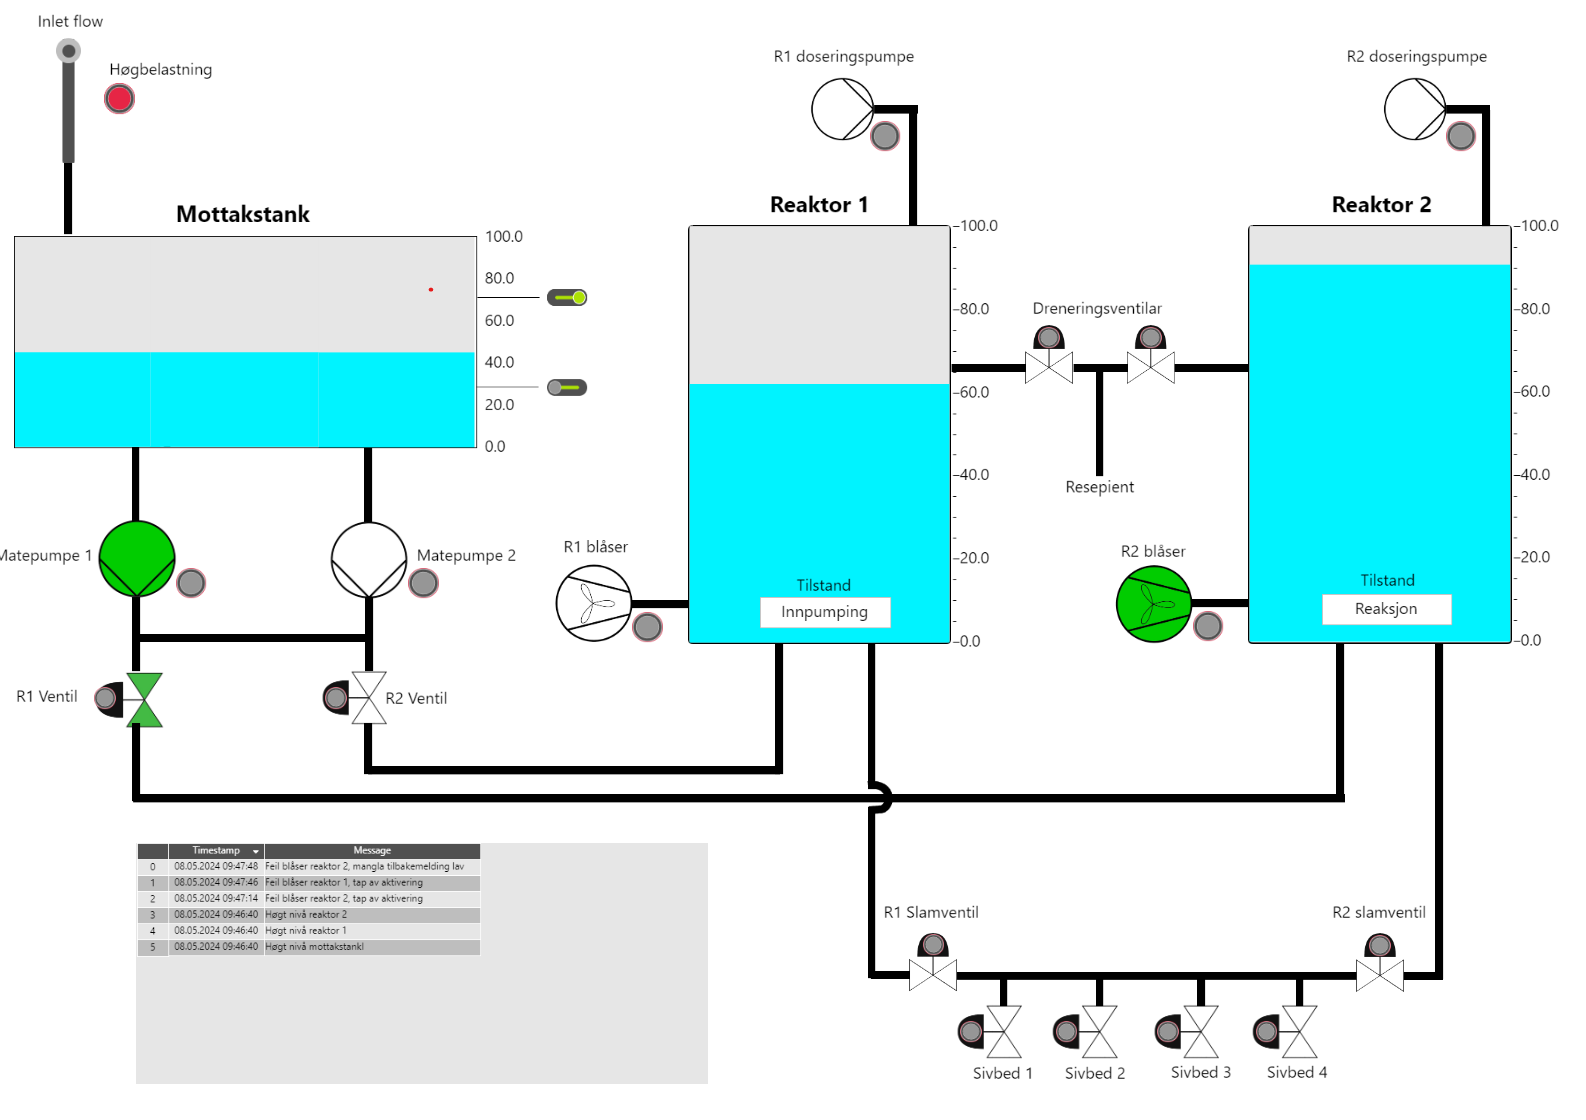 Inlet flow
Høgbelastning
R1 doseringspumpe
R2 doseringspumpe
Mottakstank
Reaktor 1
Reaktor 2
100.0
80.0
60.0
40.0
20.0
0.0
100.0
80.0
60.0
40.0
20.0
0.0
100.0
80.0
60.0
40.0
20.0
0.0
Dreneringsventilar
Resepient
Matepumpe 1
Matepumpe 2
R1 blåser
R2 blåser
Tilstand
Innpumping
Tilstand
Reaksjon
R1 Ventil
R2 Ventil
Timestamp Message
0 08.05.2024 09:47:48 Feil blåser reaktor 2, mangla tilbakemelding lav
1 08.05.2024 09:47:46 Feil blåser reaktor 1, tap av aktivering
2 08.05.2024 09:47:14 Feil blåser reaktor 2, tap av aktivering
3 08.05.2024 09:46:40 Høgt nivå reaktor 2
4 08.05.2024 09:46:40 Høgt nivå reaktor 1
5 08.05.2024 09:46:40 Høgt nivå mottakstankl
R1 Slamventil
R2 slamventil
Sivbed 1
Sivbed 2
Sivbed 3
Sivbed 4